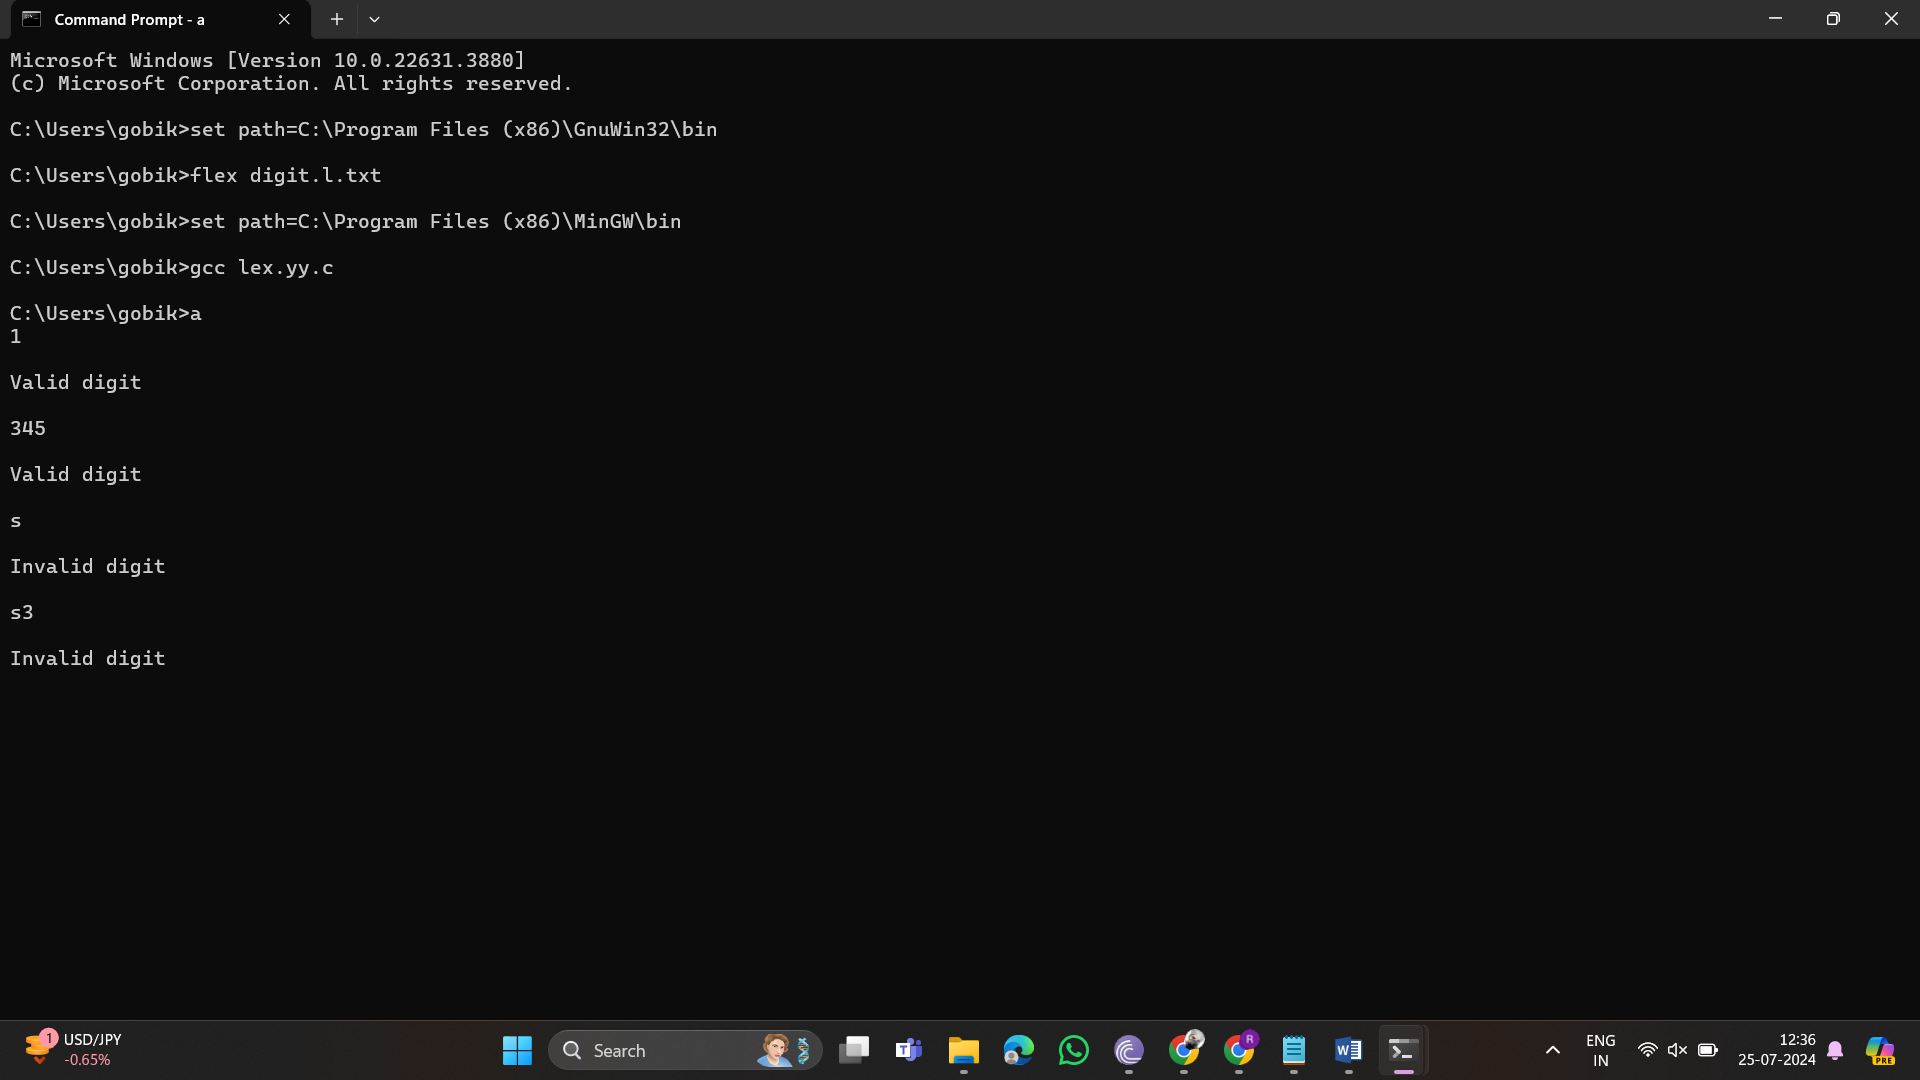 Command Prompt - a
Microsoft Windows [Version 10.0.22631.3880]
(c) Microsoft Corporation. All rights reserved.
C:\Users\gobik>set path=C:\Program Files (x86)\GnuWin32\bin
C:\Users\gobik>flex digit.l.txt
C:\Users\gobik>set path=C:\Program Files (x86)\MinGW\bin
C:\Users\gobik>gcc lex.yy.c
C:\Users\gobik>a
1
Valid digit
345
Valid digit
s
Invalid digit
s3
Invalid digit
1
USD/JPY
-0.65%
Search
T
R
W
ENG
IN
12:36
25-07-2024
PRE